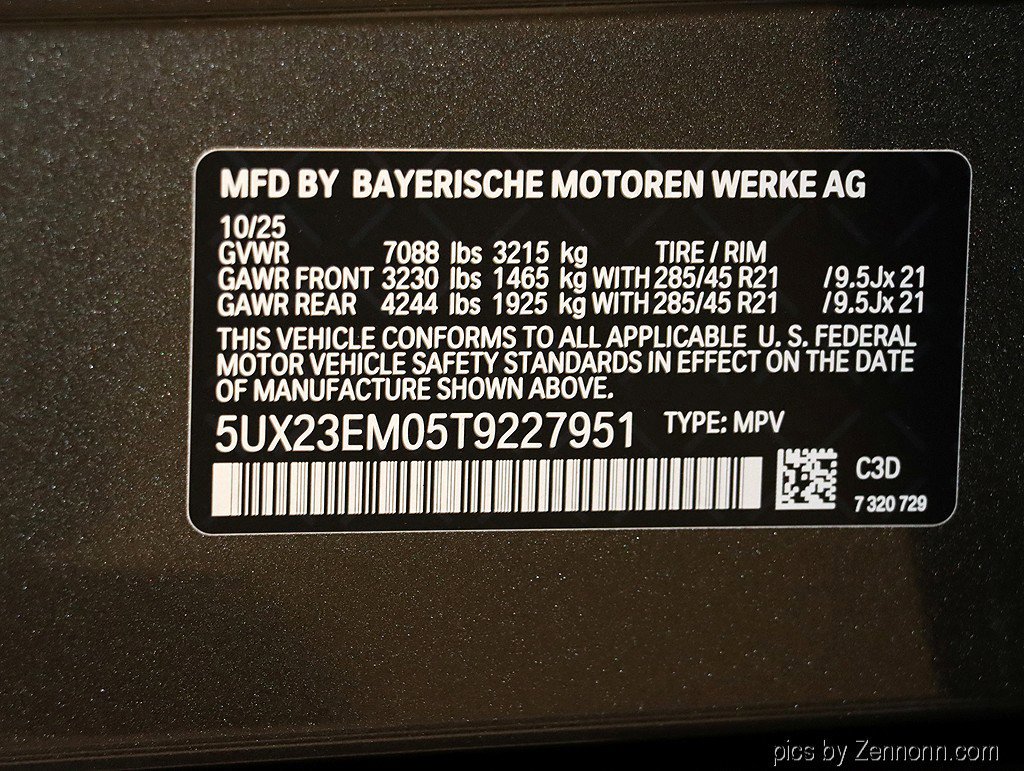 MFD BY BAYERISCHE MOTOREN WERKE AG
10/25
GVWR 7088 lbs 3215 kg TIRE / RIM
GAWR FRONT 3230 lbs 1465 kg WITH 285/45 R21 /9.5Jx 21
GAWR REAR 4244 lbs 1925 kg WITH 285/45 R21 /9.5Jx 21
THIS VEHICLE CONFORMS TO ALL APPLICABLE U. S. FEDERAL
MOTOR VEHICLE SAFETY STANDARDS IN EFFECT ON THE DATE
OF MANUFACTURE SHOWN ABOVE.
5UX23EM05T9227951 TYPE: MPV
C3D
7 320 729
pics by Zennonn.com